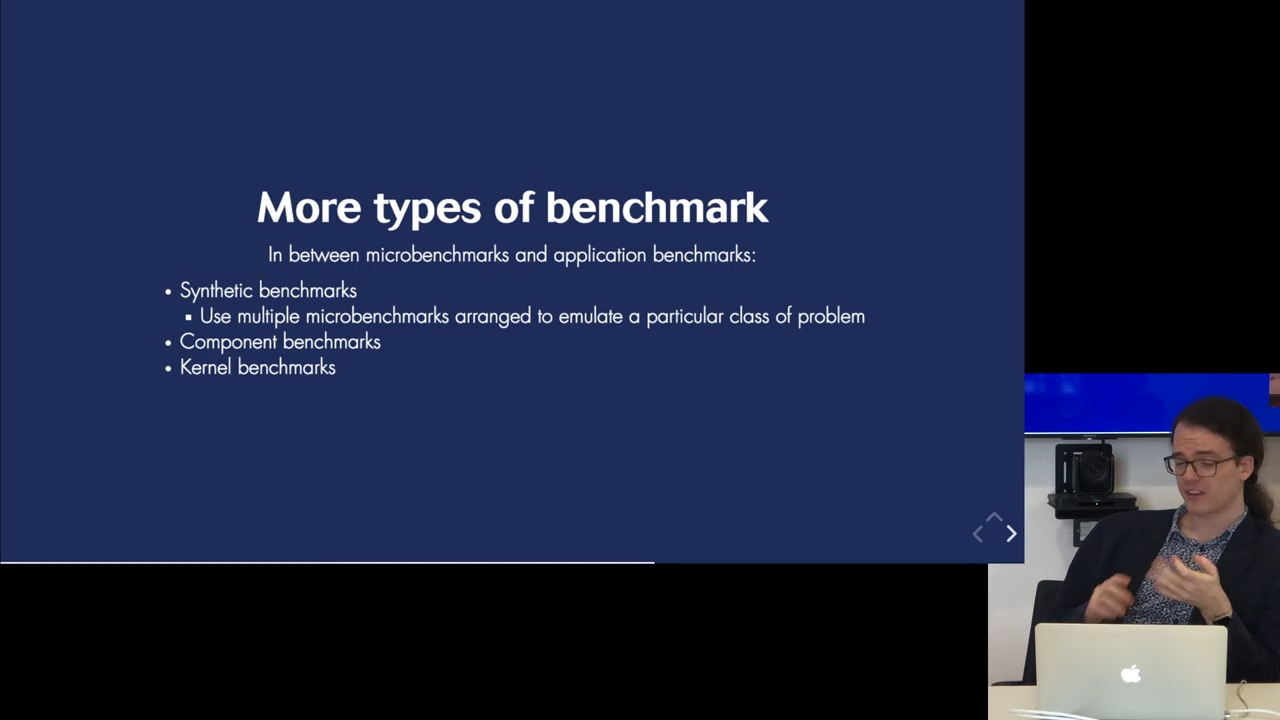 More types of benchmark
In between microbenchmarks and application benchmarks:
• Synthetic benchmarks
▪ Use multiple microbenchmarks arranged to emulate a particular class of problem
• Component benchmarks
• Kernel benchmarks